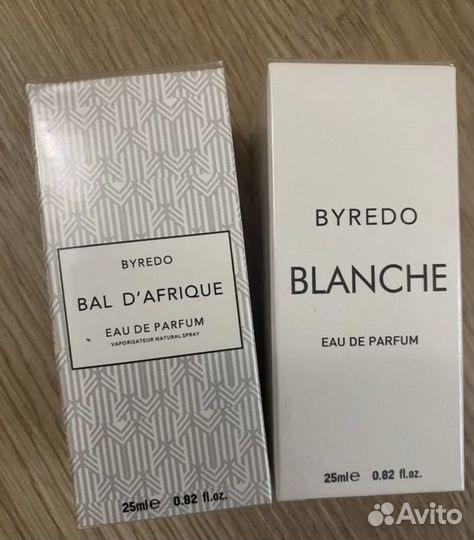 BYREDO
BAL D'AFRIQUE
EAU DE PARFUM
VAPORISATEUR NATURAL SPRAY
25ml e 0.82 fl.oz.
BYREDO
BLANCHE
EAU DE PARFUM
25ml e 0.82 fl.oz.
Avito